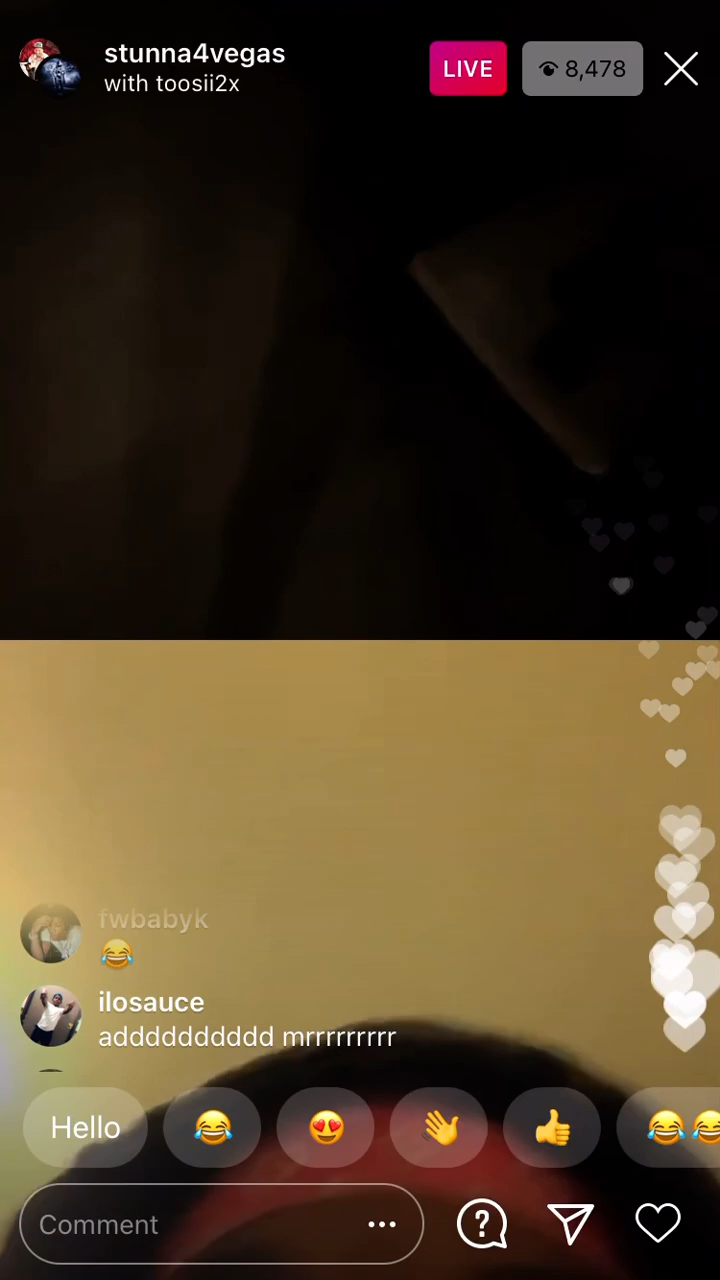 stunna4vegas
with toosii2x
LIVE
8,478
fwbabyk
😂
ilosauce
adddddddddd mrrrrrrrrr
Hello
😂
😍
👋
👍
😂😂
Comment